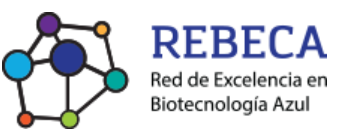 REBECA
Red de Excelencia en
Biotecnología Azul